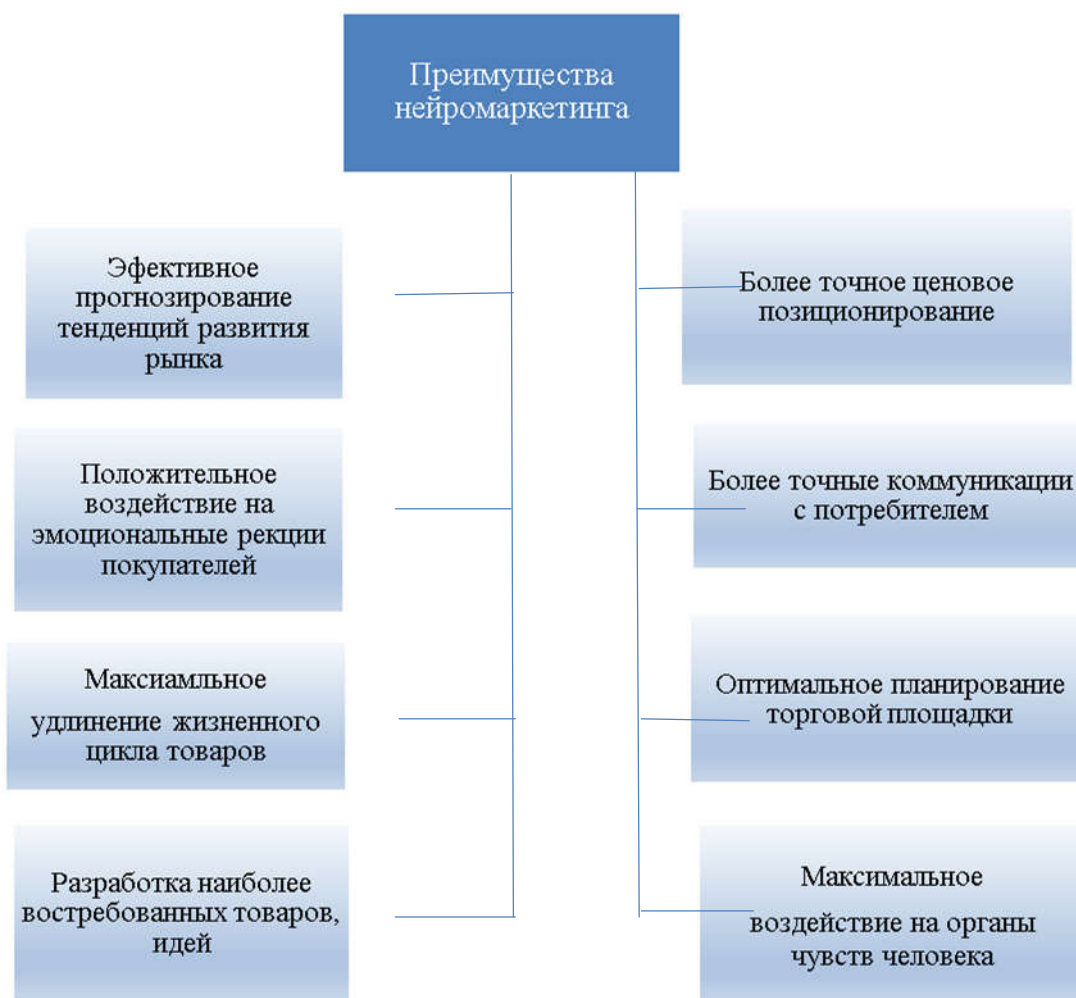 Преимущества
нейромаркетинга
Эфективное
прогнозирование
тенденций развития
рынка
Положительное
воздействие на
эмоциональные рекции
покупателей
Максиамльное
удлинение жизненного
цикла товаров
Разработка наиболее
востребованных товаров,
идей
Более точное ценовое
позиционирование
Более точные коммуникации
с потребителем
Оптимальное планирование
торговой площадки
Максимальное
воздействие на органы
чувств человека